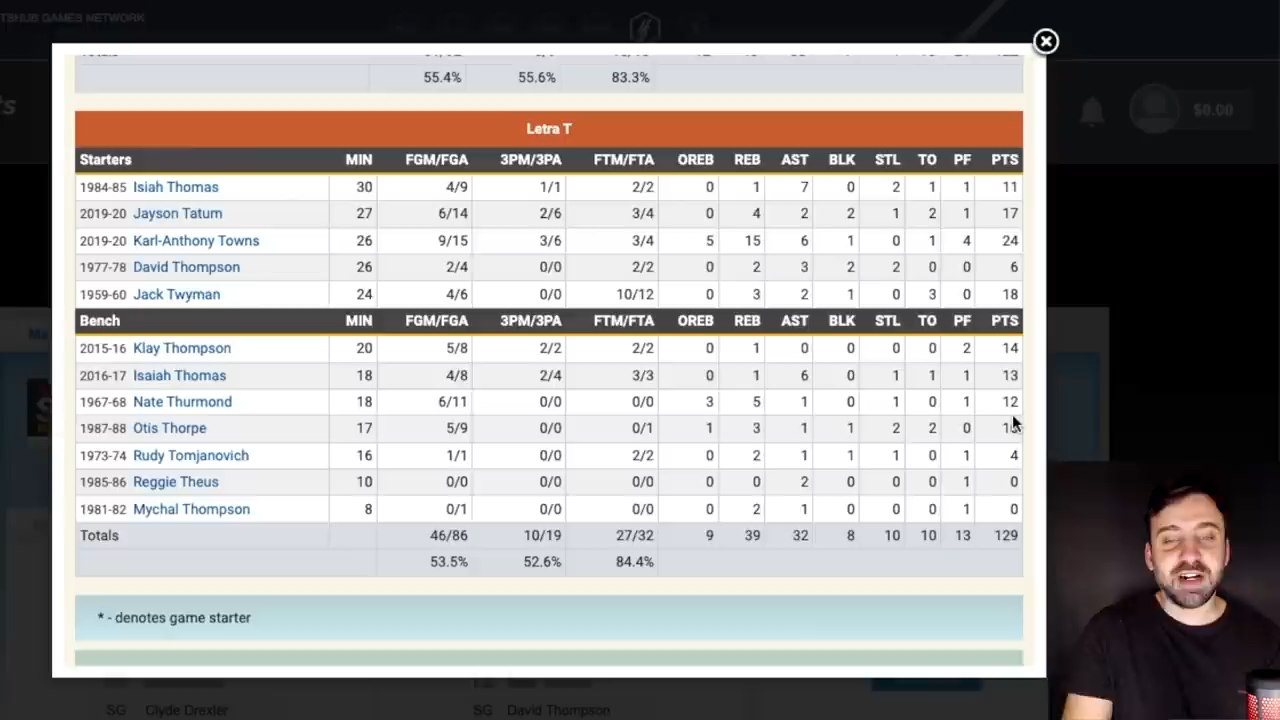 GAMES NETWORK
$0.00
55.4% 55.6% 83.3%
Letra T
Starters MIN FGM/FGA 3PM/3PA FTM/FTA OREB REB AST BLK STL TO PF PTS
1984-85 Isiah Thomas 30 4/9 1/1 2/2 0 1 7 0 2 1 1 11
2019-20 Jayson Tatum 27 6/14 2/6 3/4 0 4 2 2 1 2 1 17
2019-20 Karl-Anthony Towns 26 9/15 3/6 3/4 5 15 6 1 0 1 4 24
1977-78 David Thompson 26 2/4 0/0 2/2 0 2 3 2 2 0 0 6
1959-60 Jack Twyman 24 4/6 0/0 10/12 0 3 2 1 0 3 0 18
Bench MIN FGM/FGA 3PM/3PA FTM/FTA OREB REB AST BLK STL TO PF PTS
2015-16 Klay Thompson 20 5/8 2/2 2/2 0 1 0 0 0 0 2 14
2016-17 Isaiah Thomas 18 4/8 2/4 3/3 0 1 6 0 1 1 1 13
1967-68 Nate Thurmond 18 6/11 0/0 0/0 3 5 1 0 1 0 1 12
1987-88 Otis Thorpe 17 5/9 0/0 0/1 1 3 1 1 2 2 0
1973-74 Rudy Tomjanovich 16 1/1 0/0 2/2 0 2 1 1 1 0 1 4
1985-86 Reggie Theus 10 0/0 0/0 0/0 0 0 2 0 0 0 1 0
1981-82 Mychal Thompson 8 0/1 0/0 0/0 0 2 1 0 0 0 1 0
Totals 46/86 10/19 27/32 9 39 32 8 10 10 13 129
53.5% 52.6% 84.4%
* - denotes game starter
SG Clyde Drexler SG David Thompson